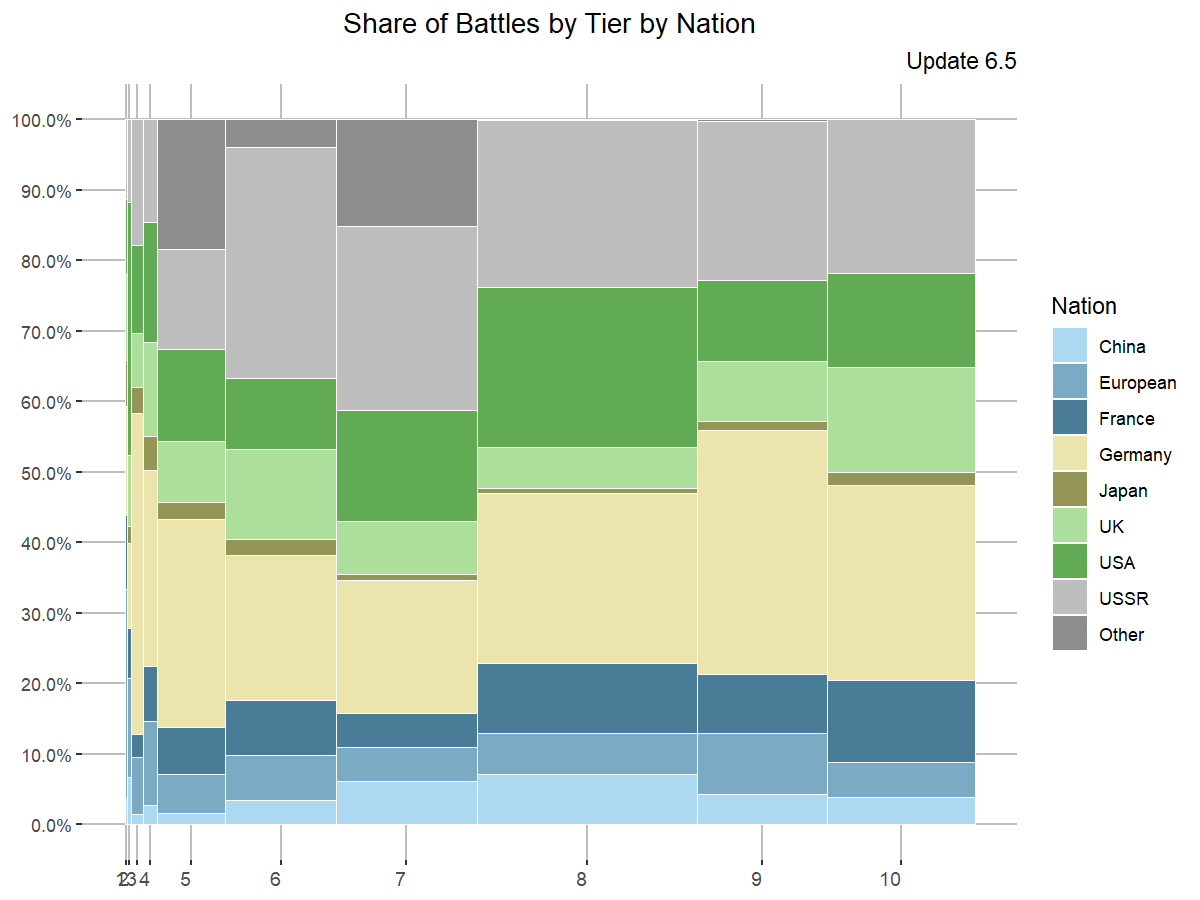 Share of Battles by Tier by Nation
Update 6.5
100.0%
90.0%
80.0%
70.0%
60.0%
50.0%
40.0%
30.0%
20.0%
10.0%
0.0%
1 2 3 4 5 6 7 8 9 10
Nation
China
European
France
Germany
Japan
UK
USA
USSR
Other